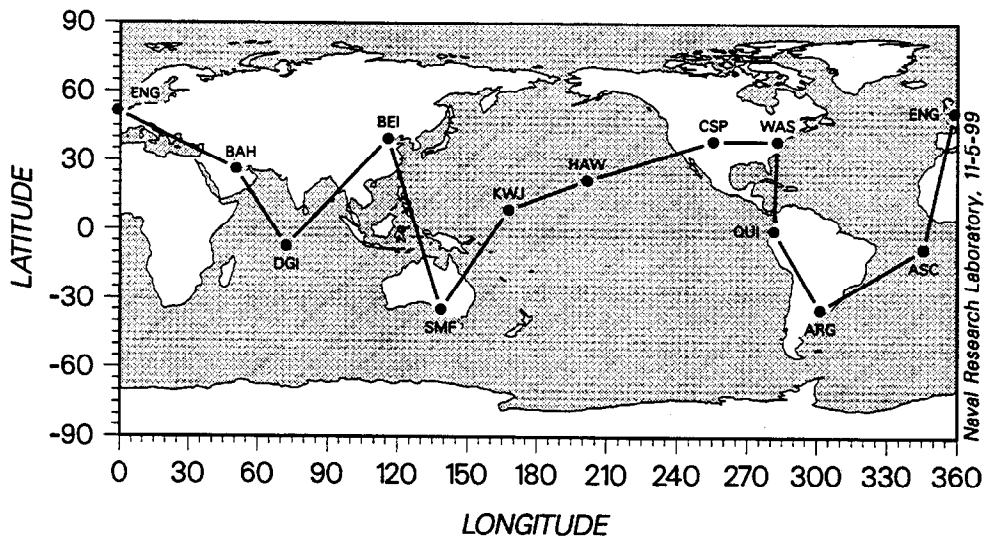 90
60
30
0
-30
-60
-90
LATITUDE
ENG
BAH
DGI
BEI
SMF
KWJ
HAW
CSP
WAS
QUI
ARG
ASC
ENG
0 30 60 90 120 150 180 210 240 270 300 330 360
LONGITUDE
Naval Research Laboratory, 11-5-99